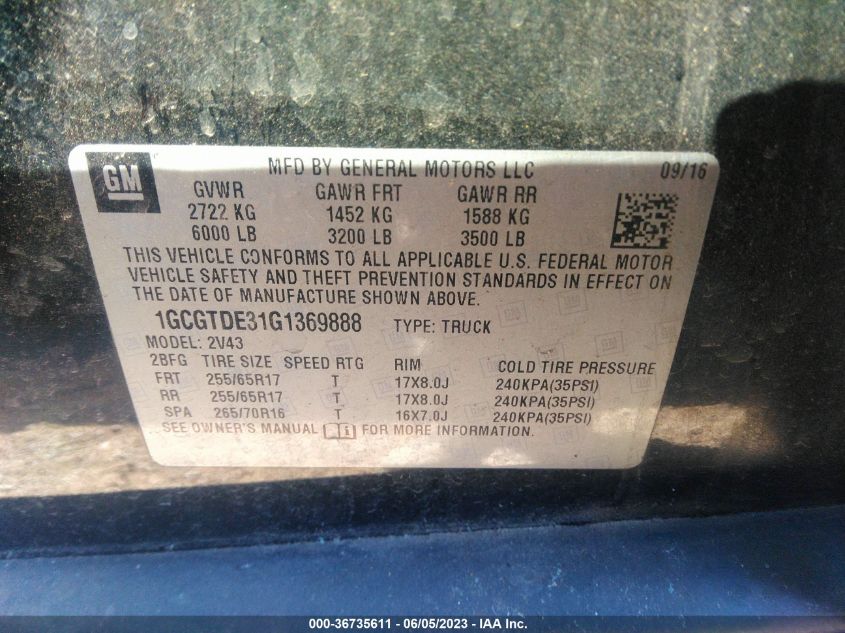 GM
MFD BY GENERAL MOTORS LLC 09/16
GVWR GAWR FRT GAWR RR
2722 KG 1452 KG 1588 KG
6000 LB 3200 LB 3500 LB
THIS VEHICLE CONFORMS TO ALL APPLICABLE U.S. FEDERAL MOTOR
VEHICLE SAFETY AND THEFT PREVENTION STANDARDS IN EFFECT ON
THE DATE OF MANUFACTURE SHOWN ABOVE.
1GCGTDE31G1369888 TYPE: TRUCK
MODEL: 2V43
2BFG TIRE SIZE SPEED RTG RIM COLD TIRE PRESSURE
FRT 255/65R17 T 17X8.0J 240KPA(35PSI)
RR 255/65R17 T 17X8.0J 240KPA(35PSI)
SPA 265/70R16 T 16X7.0J 240KPA(35PSI)
SEE OWNER'S MANUAL FOR MORE INFORMATION.
000-36735611 - 06/05/2023 - IAA Inc.